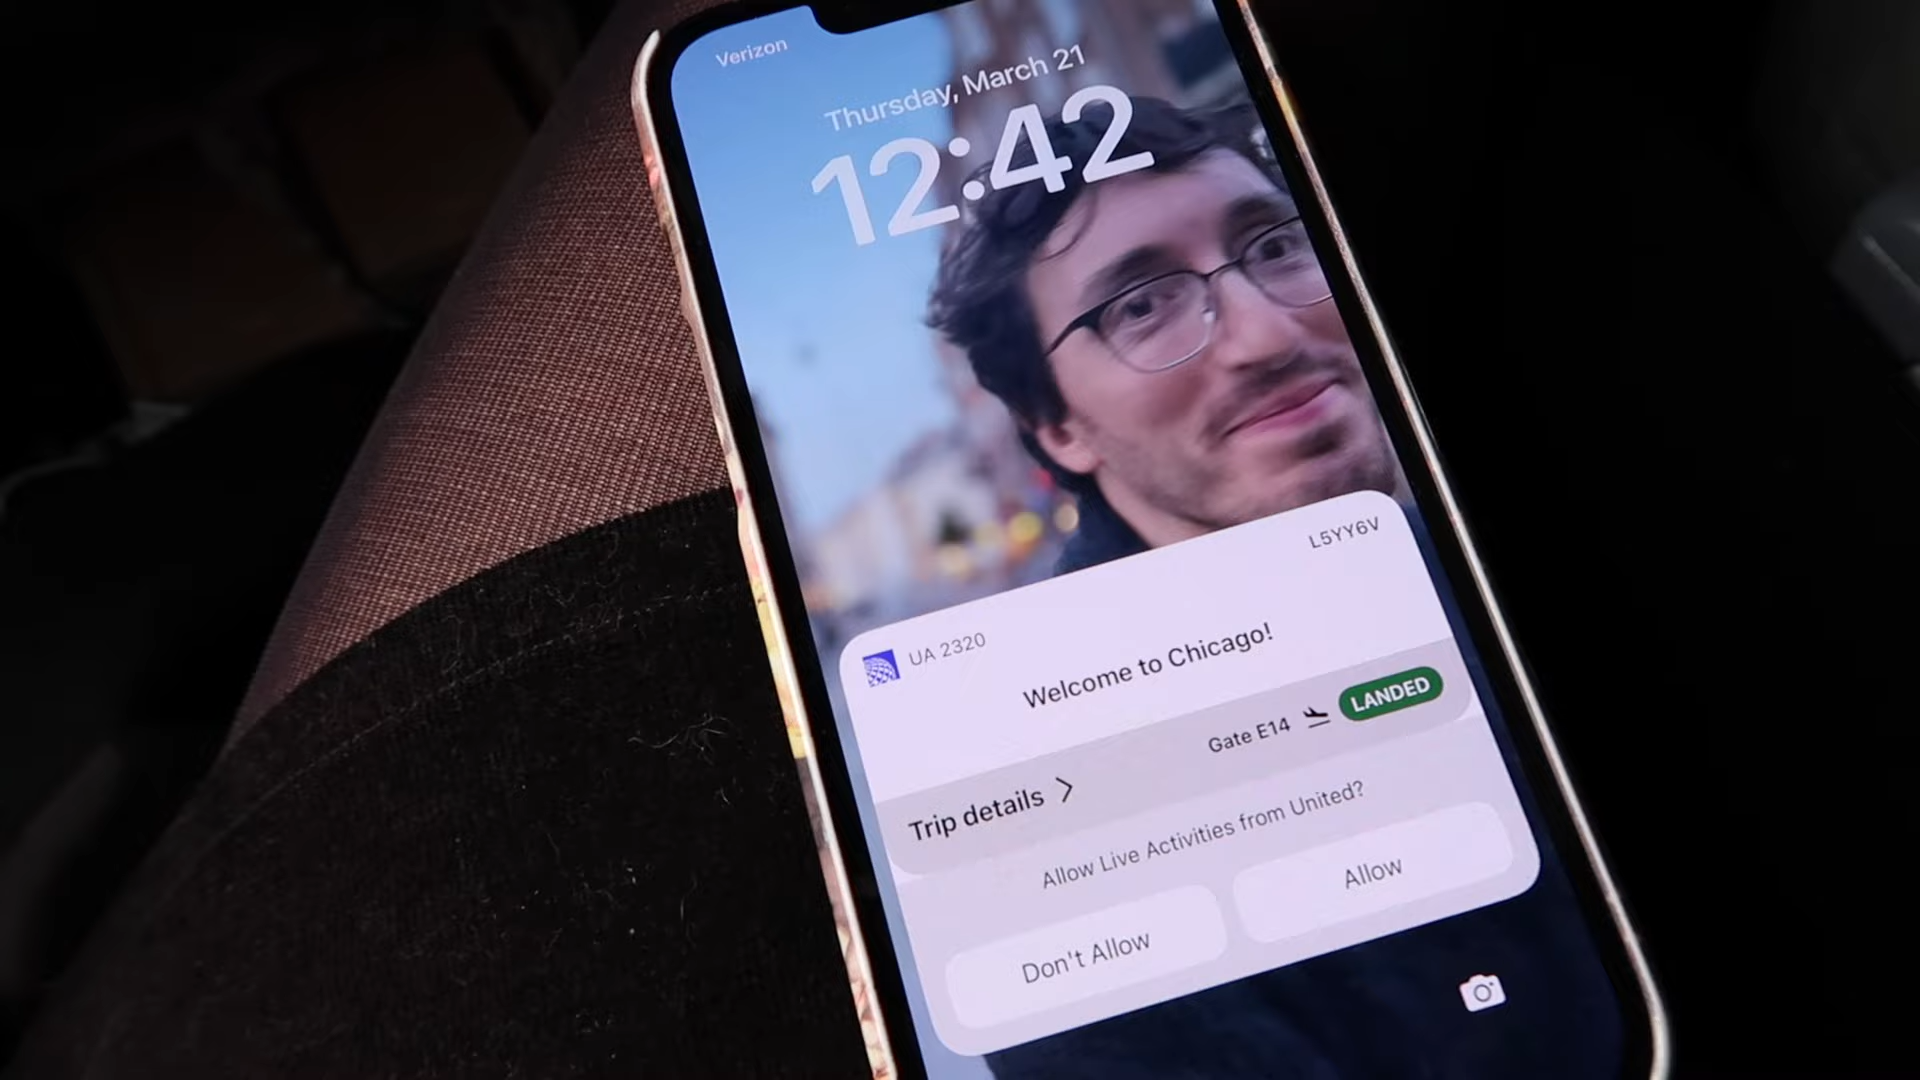 Verizon
Thursday, March 21
12:42
L5YY6V
UA 2320
Welcome to Chicago!
Gate E14 LANDED
Trip details
Allow Live Activities from United?
Don't Allow
Allow